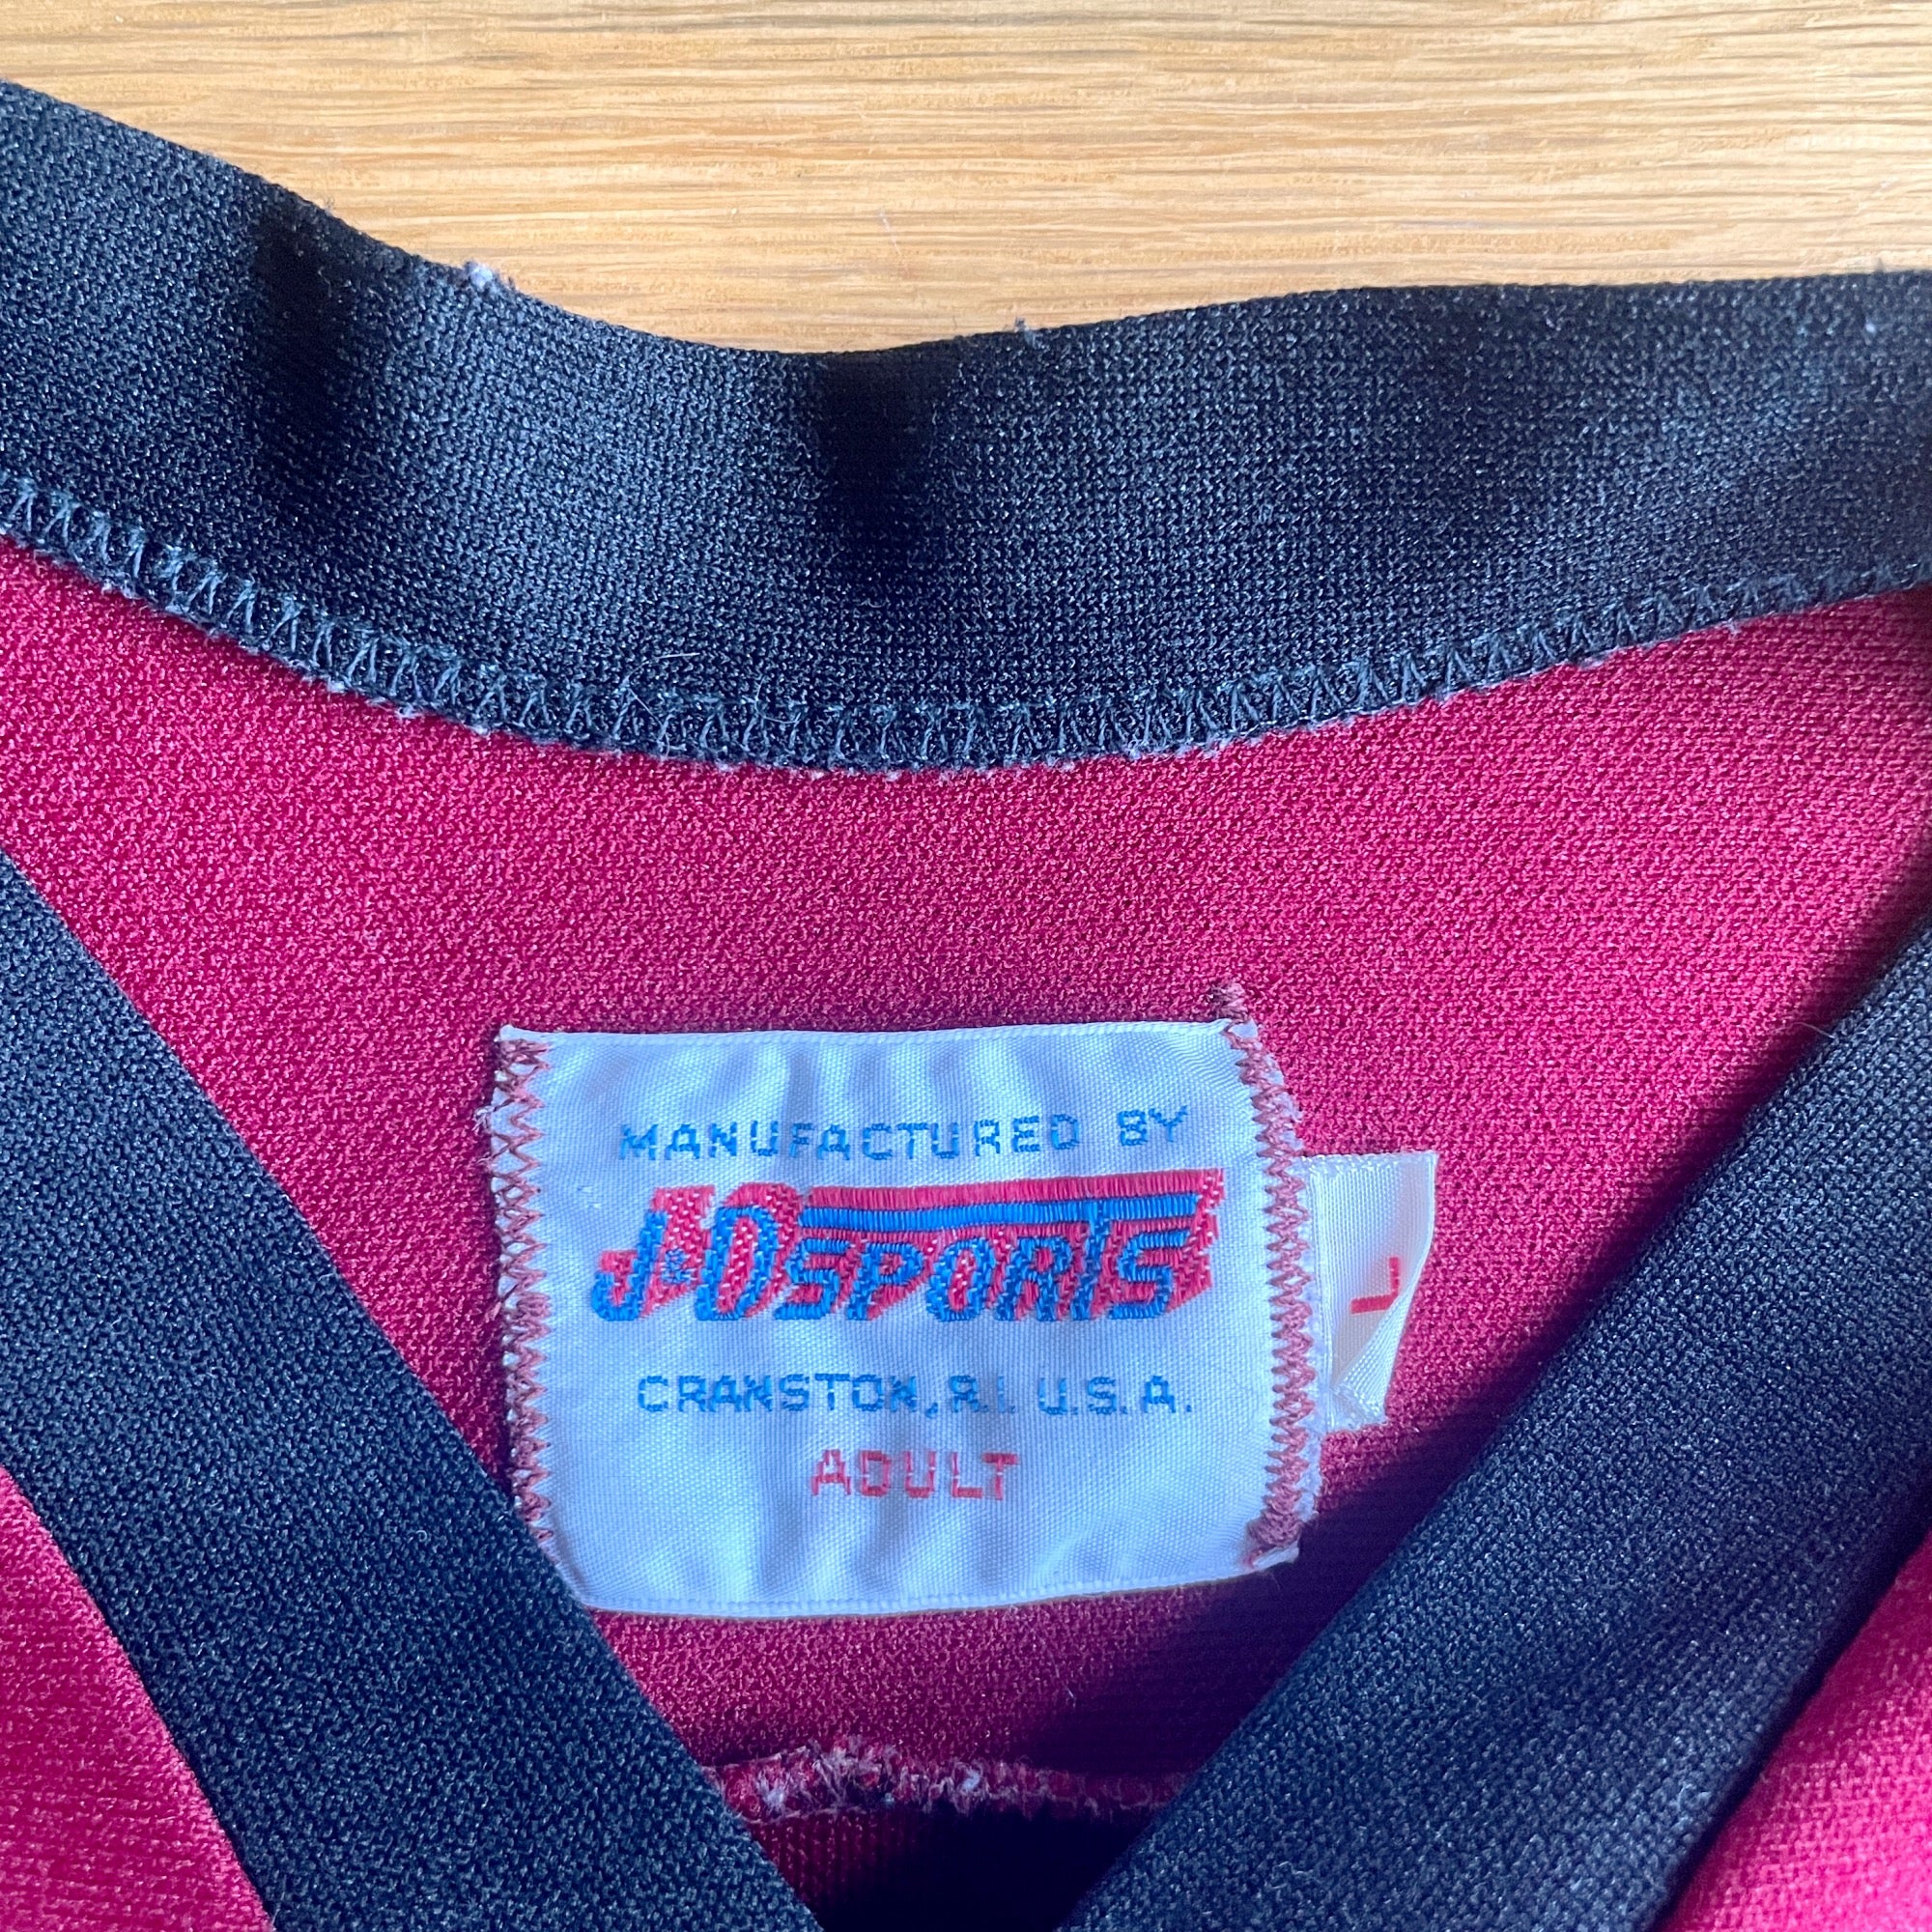 MANUFACTURED BY
J&D SPORTS
CRANSTON, R.I. U.S.A.
ADULT
L